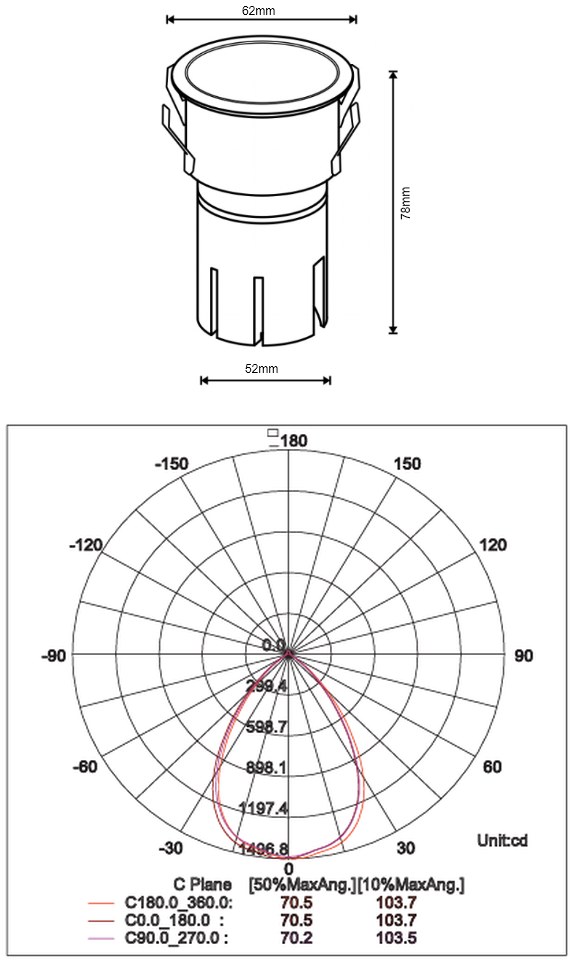 62mm
78mm
52mm
180
-150 150
-120 120
0.0
-90 90
299.4
598.7
-60 60
898.1
1197.4
-30 30
Unit:cd
1496.8
0
C Plane [50%MaxAng.][10%MaxAng.]
C180.0_360.0: 70.5 103.7
C0.0_180.0 : 70.5 103.7
C90.0_270.0 : 70.2 103.5